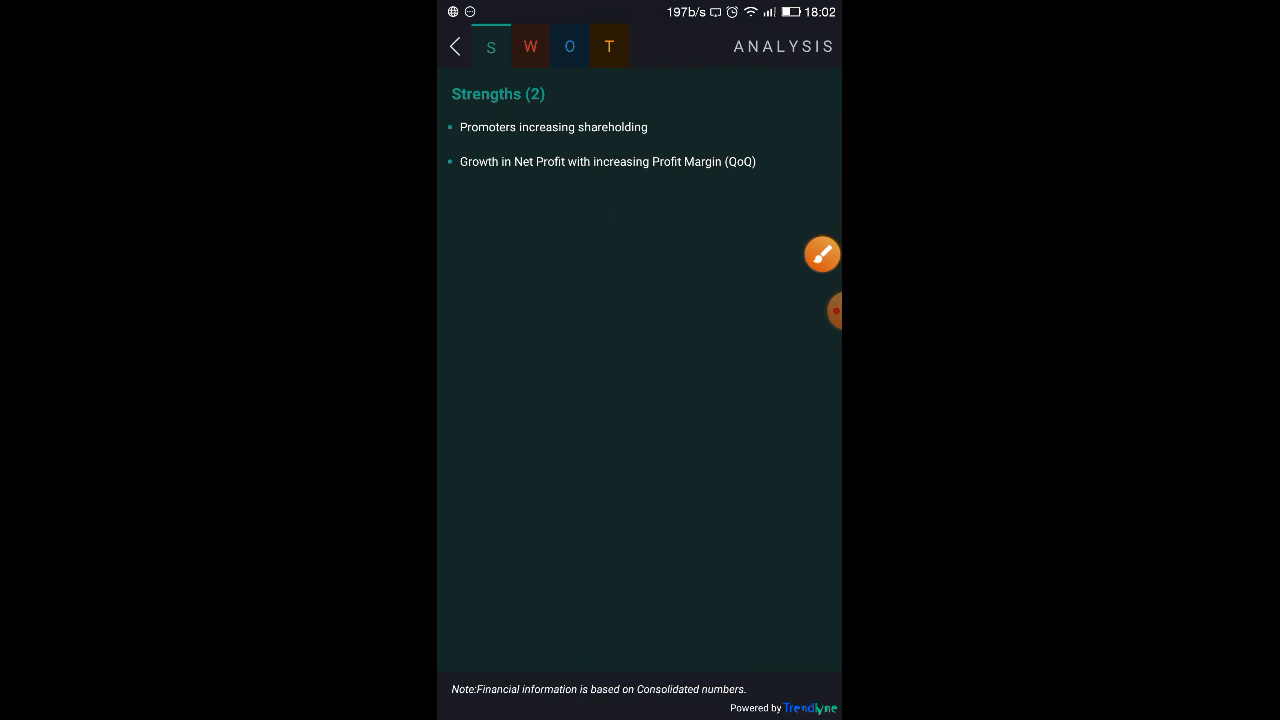 197b/s 18:02
S W O T ANALYSIS
Strengths (2)
Promoters increasing shareholding
Growth in Net Profit with increasing Profit Margin (QoQ)
Note:Financial information is based on Consolidated numbers.
Powered by Trendlyne